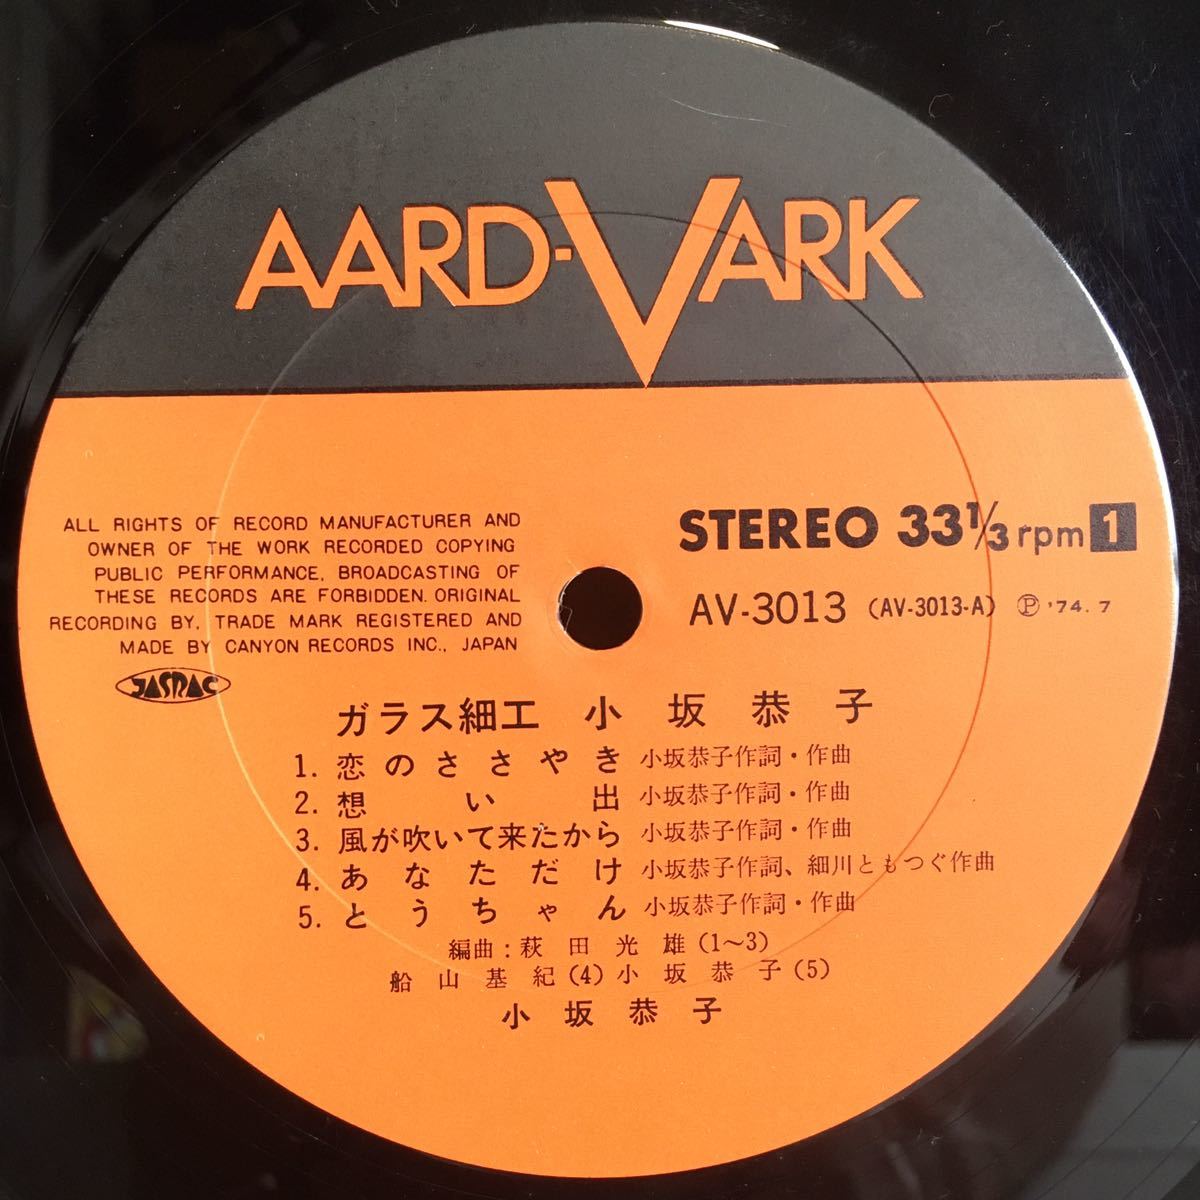 AARD-VARK
ALL RIGHTS OF RECORD MANUFACTURER AND
OWNER OF THE WORK RECORDED COPYING
PUBLIC PERFORMANCE, BROADCASTING OF
THESE RECORDS ARE FORBIDDEN. ORIGINAL
RECORDING BY, TRADE MARK REGISTERED AND
MADE BY CANYON RECORDS INC., JAPAN
JASRAC
STEREO 33⅓ rpm 1
AV-3013 (AV-3013-A) Ⓟ '74.7
ガラス細工 小坂恭子
1. 恋のささやき 小坂恭子作詞・作曲
2. 想い出 小坂恭子作詞・作曲
3. 風が吹いて来たから 小坂恭子作詞・作曲
4. あなただけ 小坂恭子作詞、細川ともつぐ作曲
5. とうちゃん 小坂恭子作詞・作曲
編曲:萩田光雄(1〜3)
船山基紀(4)小坂恭子(5)
小坂恭子